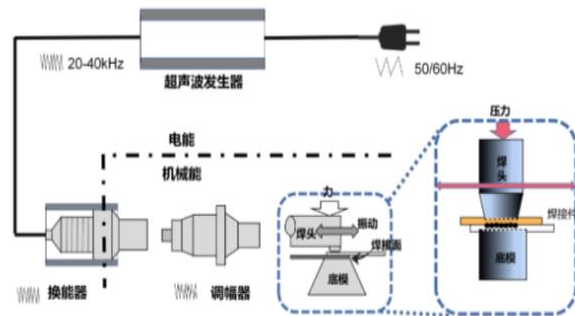 20-40kHz
50/60Hz
超声波发生器
电能
机械能
换能器
调幅器
力
焊头
振动
焊接面
底模
压力
焊头
焊接件
底模